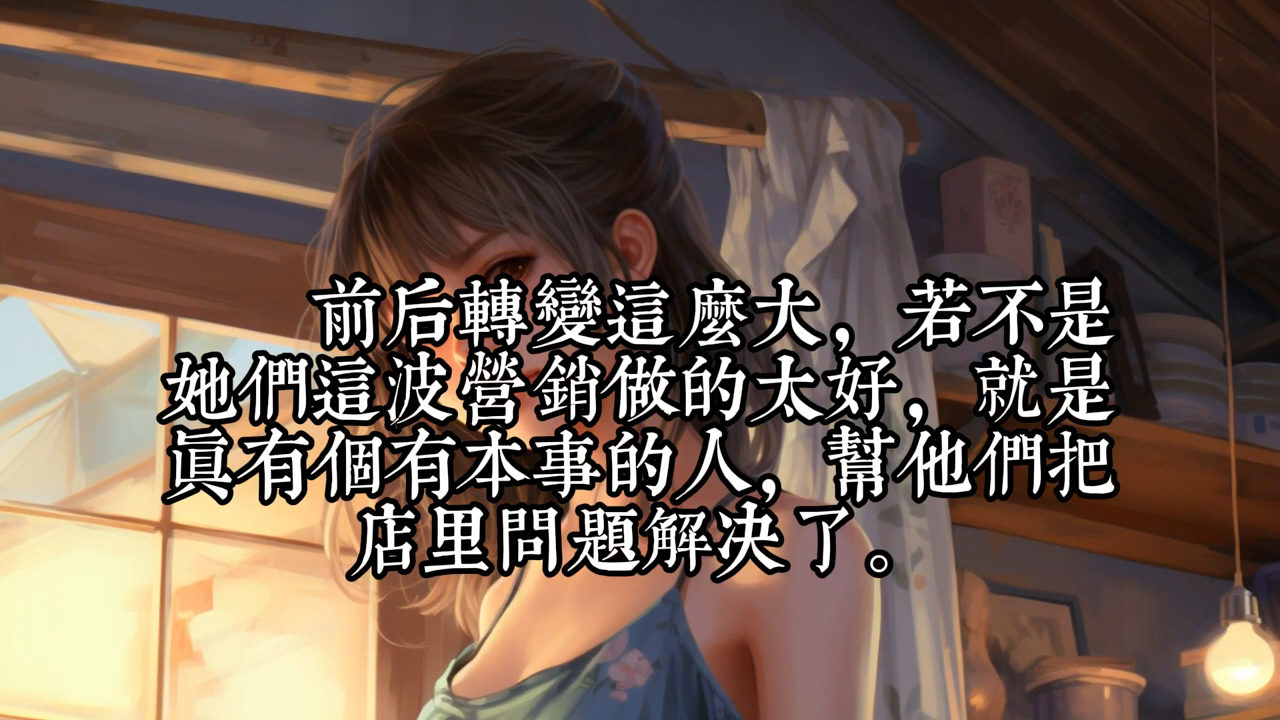 前后轉變這麼大，若不是
她們這波營銷做的太好，就是
眞有個有本事的人，幫他們把
店里問題解决了。